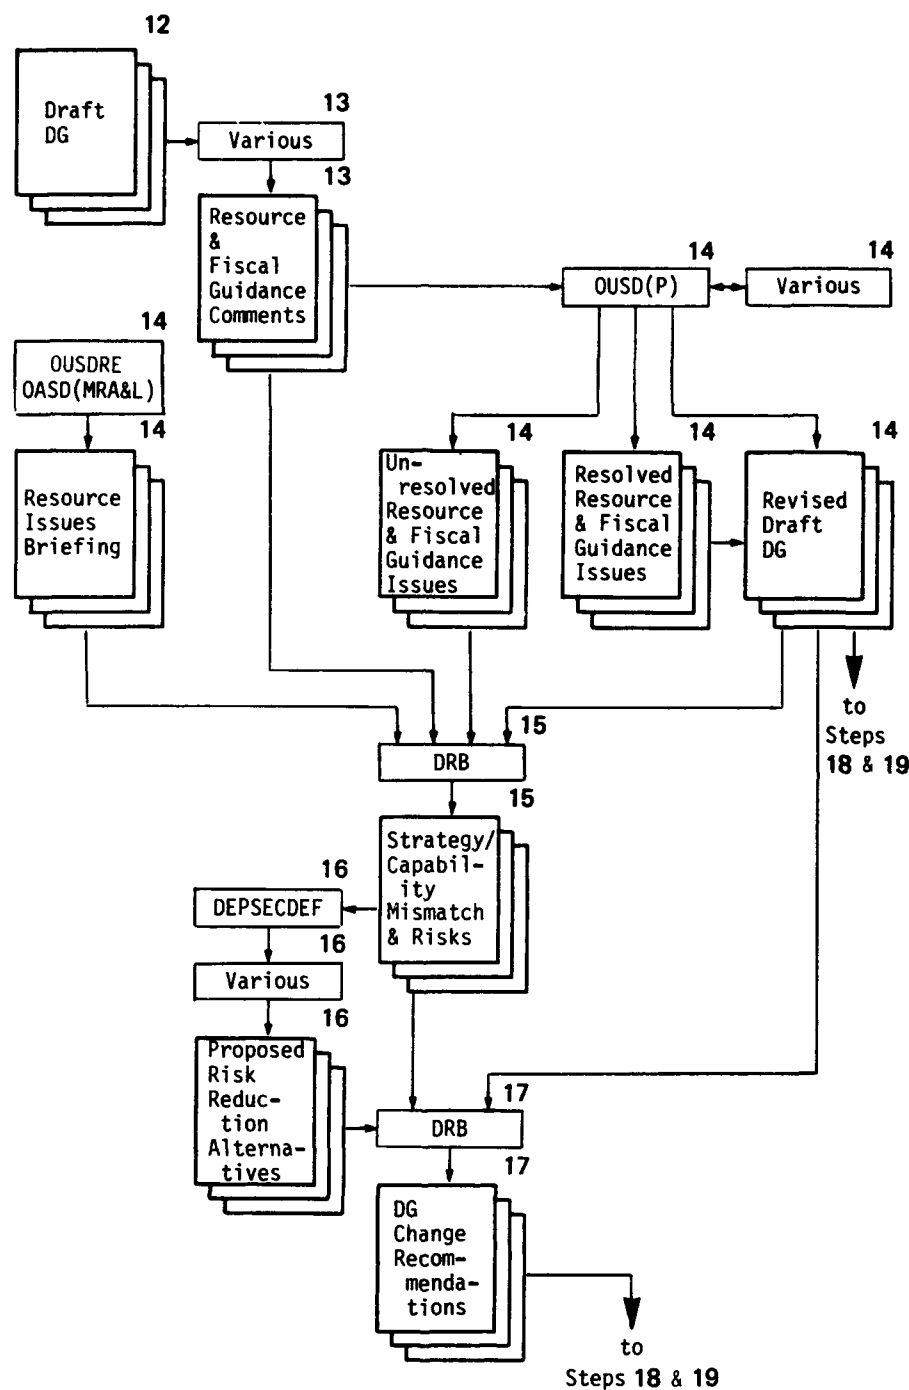 12
Draft
DG
13
Various
13
Resource
&
Fiscal
Guidance
Comments
14
OUSD(P)
14
Various
14
OUSDRE
OASD(MRA&L)
14
Resource
Issues
Briefing
14
Un-
resolved
Resource
& Fiscal
Guidance
Issues
14
Resolved
Resource
& Fiscal
Guidance
Issues
14
Revised
Draft
DG
to
Steps
18 & 19
15
DRB
15
Strategy/
Capabil-
ity
Mismatch
& Risks
16
DEPSECDEF
16
Various
16
Proposed
Risk
Reduc-
tion
Alterna-
tives
17
DRB
17
DG
Change
Recom-
menda-
tions
to
Steps 18 & 19